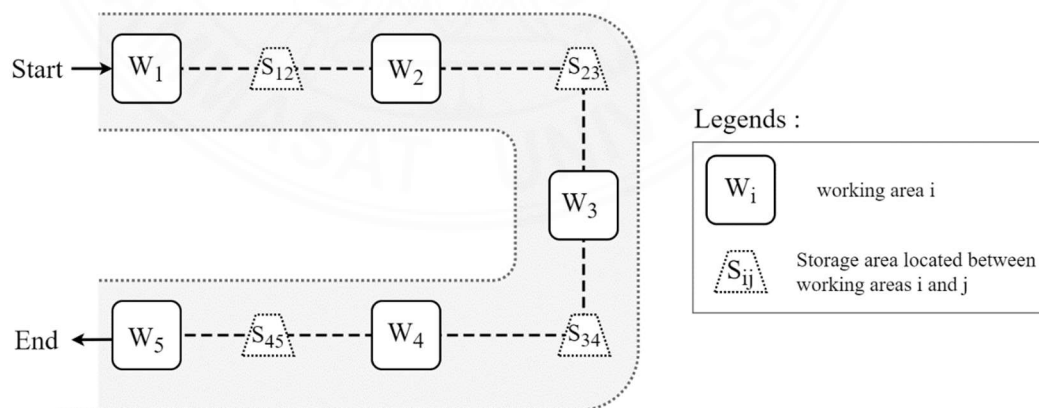 Start
W1
S12
W2
S23
W3
Legends :
Wi
working area i
Sij
Storage area located between
working areas i and j
End
W5
S45
W4
S34